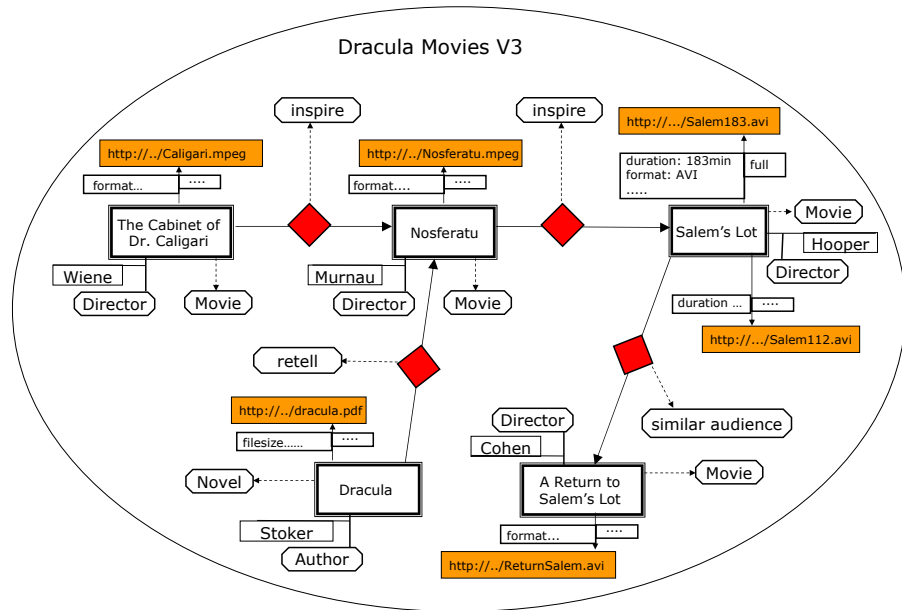 Dracula Movies V3
inspire
inspire
http://.../Salem183.avi
http://../Caligari.mpeg
http://../Nosferatu.mpeg
duration: 183min
format: AVI
.....
full
format...
....
format....
....
The Cabinet of
Dr. Caligari
Nosferatu
Salem's Lot
Movie
Hooper
Director
Wiene
Director
Movie
Murnau
Director
Movie
duration ...
....
http://.../Salem112.avi
retell
http://../dracula.pdf
filesize......
....
similar audience
Director
Cohen
Novel
Dracula
A Return to
Salem's Lot
Movie
Stoker
Author
format...
....
http://../ReturnSalem.avi